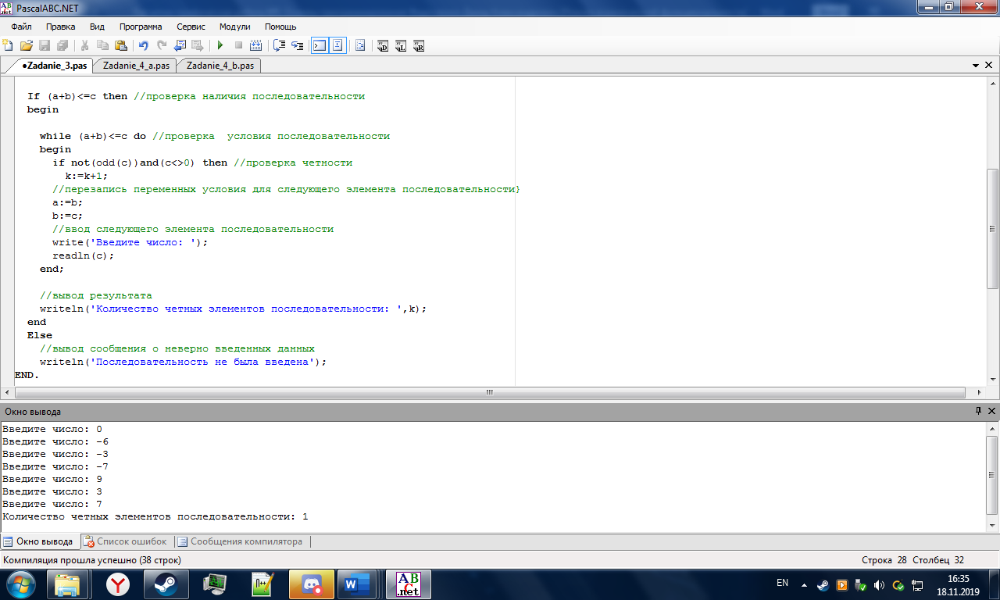 PascalABC.NET
Файл Правка Вид Программа Сервис Модули Помощь
•Zadanie_3.pas Zadanie_4_a.pas Zadanie_4_b.pas
If (a+b)<=c then //проверка наличия последовательности
begin
while (a+b)<=c do //проверка  условия последовательности
begin
if not(odd(c))and(c<>0) then //проверка четности
k:=k+1;
//перезапись переменных условия для следующего элемента последовательности}
a:=b;
b:=c;
//ввод следующего элемента последовательности
write('Введите число: ');
readln(c);
end;
//вывод результата
writeln('Количество четных элементов последовательности: ',k);
end
Else
//вывод сообщения о неверно введенных данных
writeln('Последовательность не была введена');
END.
Окно вывода
Введите число: 0
Введите число: -6
Введите число: -3
Введите число: -7
Введите число: 9
Введите число: 3
Введите число: 7
Количество четных элементов последовательности: 1
Окно вывода Список ошибок Сообщения компилятора
Компиляция прошла успешно (38 строк) Строка 28 Столбец 32
EN 16:35
18.11.2019